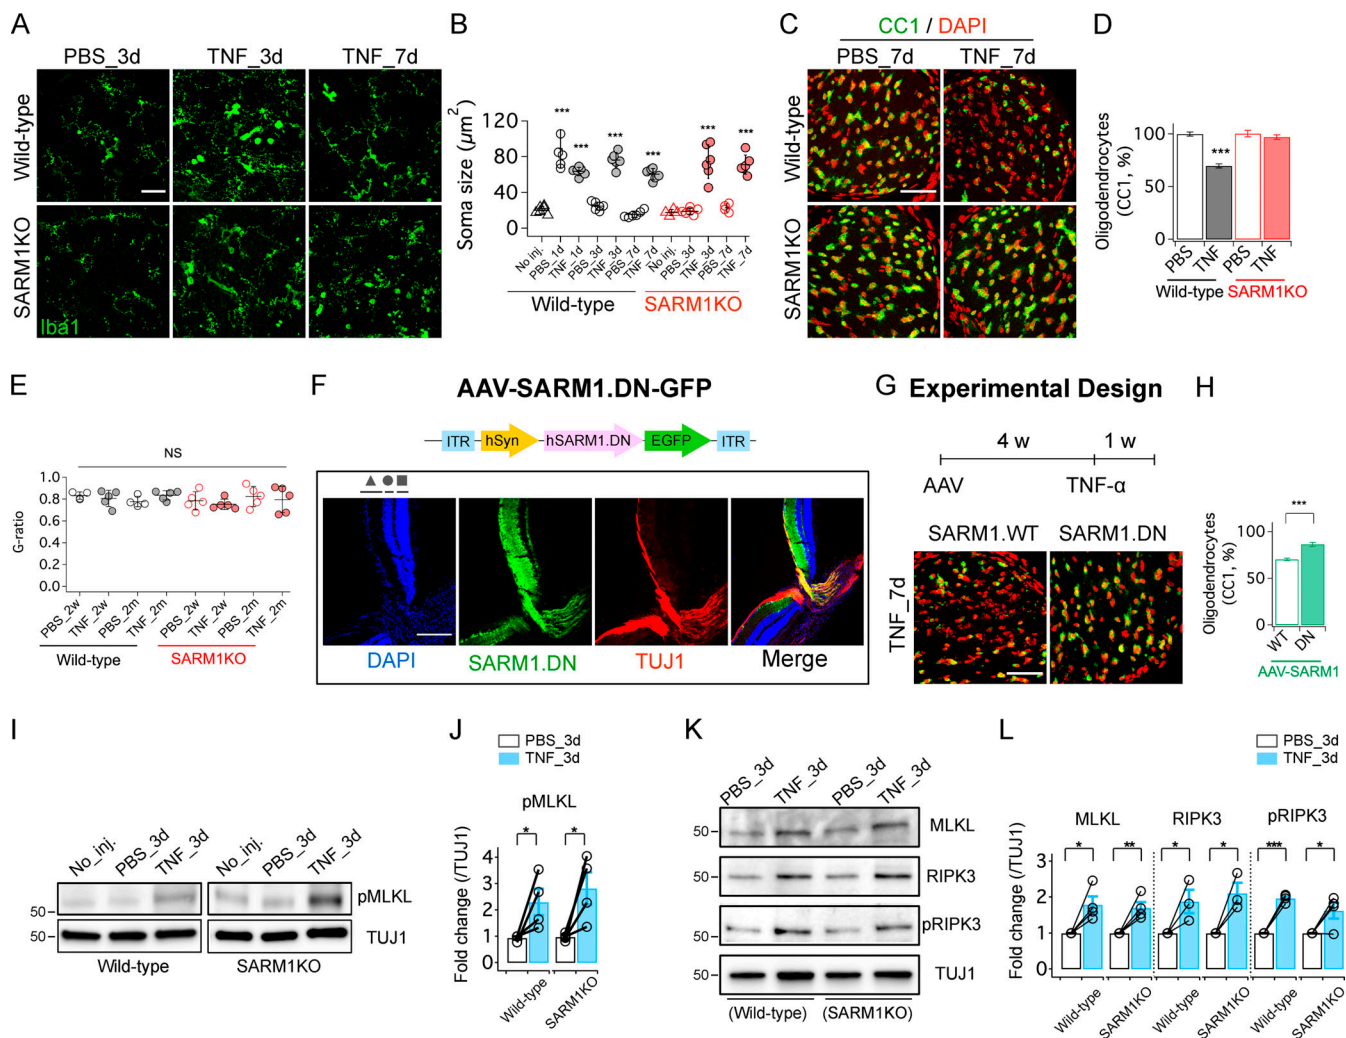 A
PBS_3d TNF_3d TNF_7d
Wild-type
SARM1KO
Iba1
B
Soma size (µm²)
120
80
40
0
*** *** *** *** *** ***
No inj. PBS_1d TNF_1d PBS_3d TNF_3d PBS_7d TNF_7d No inj. PBS_3d TNF_3d PBS_7d TNF_7d
Wild-type SARM1KO
C
CC1 / DAPI
PBS_7d TNF_7d
Wild-type
SARM1KO
D
Oligodendrocytes
(CC1, %)
100
50
0
***
PBS TNF PBS TNF
Wild-type SARM1KO
E
NS
G-ratio
1.0
0.8
0.6
0.4
0.2
0.0
PBS_2w TNF_2w PBS_2m TNF_2m PBS_2w TNF_2w PBS_2m TNF_2m
Wild-type SARM1KO
F
AAV-SARM1.DN-GFP
ITR hSyn hSARM1.DN EGFP ITR
DAPI SARM1.DN TUJ1 Merge
G Experimental Design
4 w 1 w
AAV TNF-α
SARM1.WT SARM1.DN
TNF_7d
H
***
Oligodendrocytes
(CC1, %)
100
50
0
WT DN
AAV-SARM1
I
No_inj. PBS_3d TNF_3d No_inj. PBS_3d TNF_3d
50
pMLKL
50
TUJ1
Wild-type SARM1KO
J
PBS_3d
TNF_3d
pMLKL
* *
Fold change (/TUJ1)
4
3
2
1
0
Wild-type SARM1KO
K
PBS_3d TNF_3d PBS_3d TNF_3d
50 MLKL
50 RIPK3
50 pRIPK3
50 TUJ1
(Wild-type) (SARM1KO)
L
PBS_3d
TNF_3d
MLKL RIPK3 pRIPK3
* ** * * *** *
Fold change (/TUJ1)
3
2
1
0
Wild-type SARM1KO Wild-type SARM1KO Wild-type SARM1KO